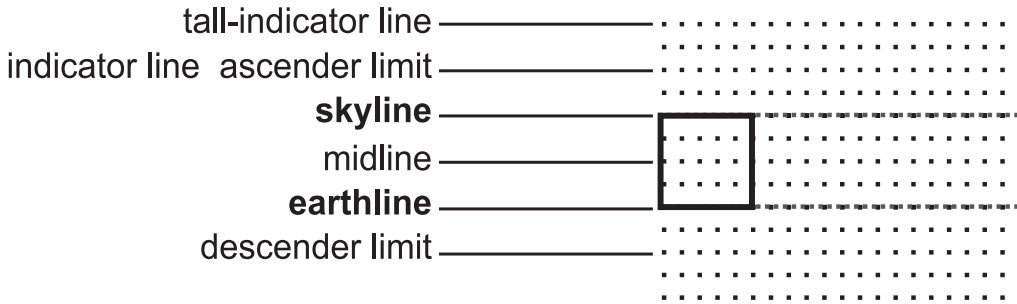 tall-indicator line
indicator line ascender limit
skyline
midline
earthline
descender limit